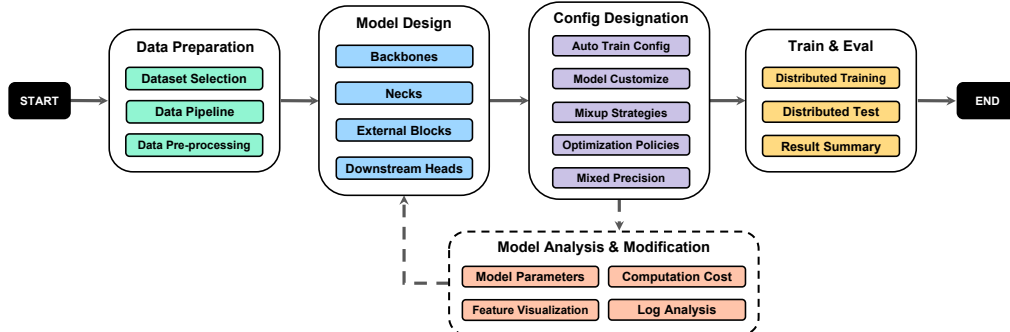 START
Data Preparation
Dataset Selection
Data Pipeline
Data Pre-processing
Model Design
Backbones
Necks
External Blocks
Downstream Heads
Config Designation
Auto Train Config
Model Customize
Mixup Strategies
Optimization Policies
Mixed Precision
Train & Eval
Distributed Training
Distributed Test
Result Summary
END
Model Analysis & Modification
Model Parameters
Computation Cost
Feature Visualization
Log Analysis